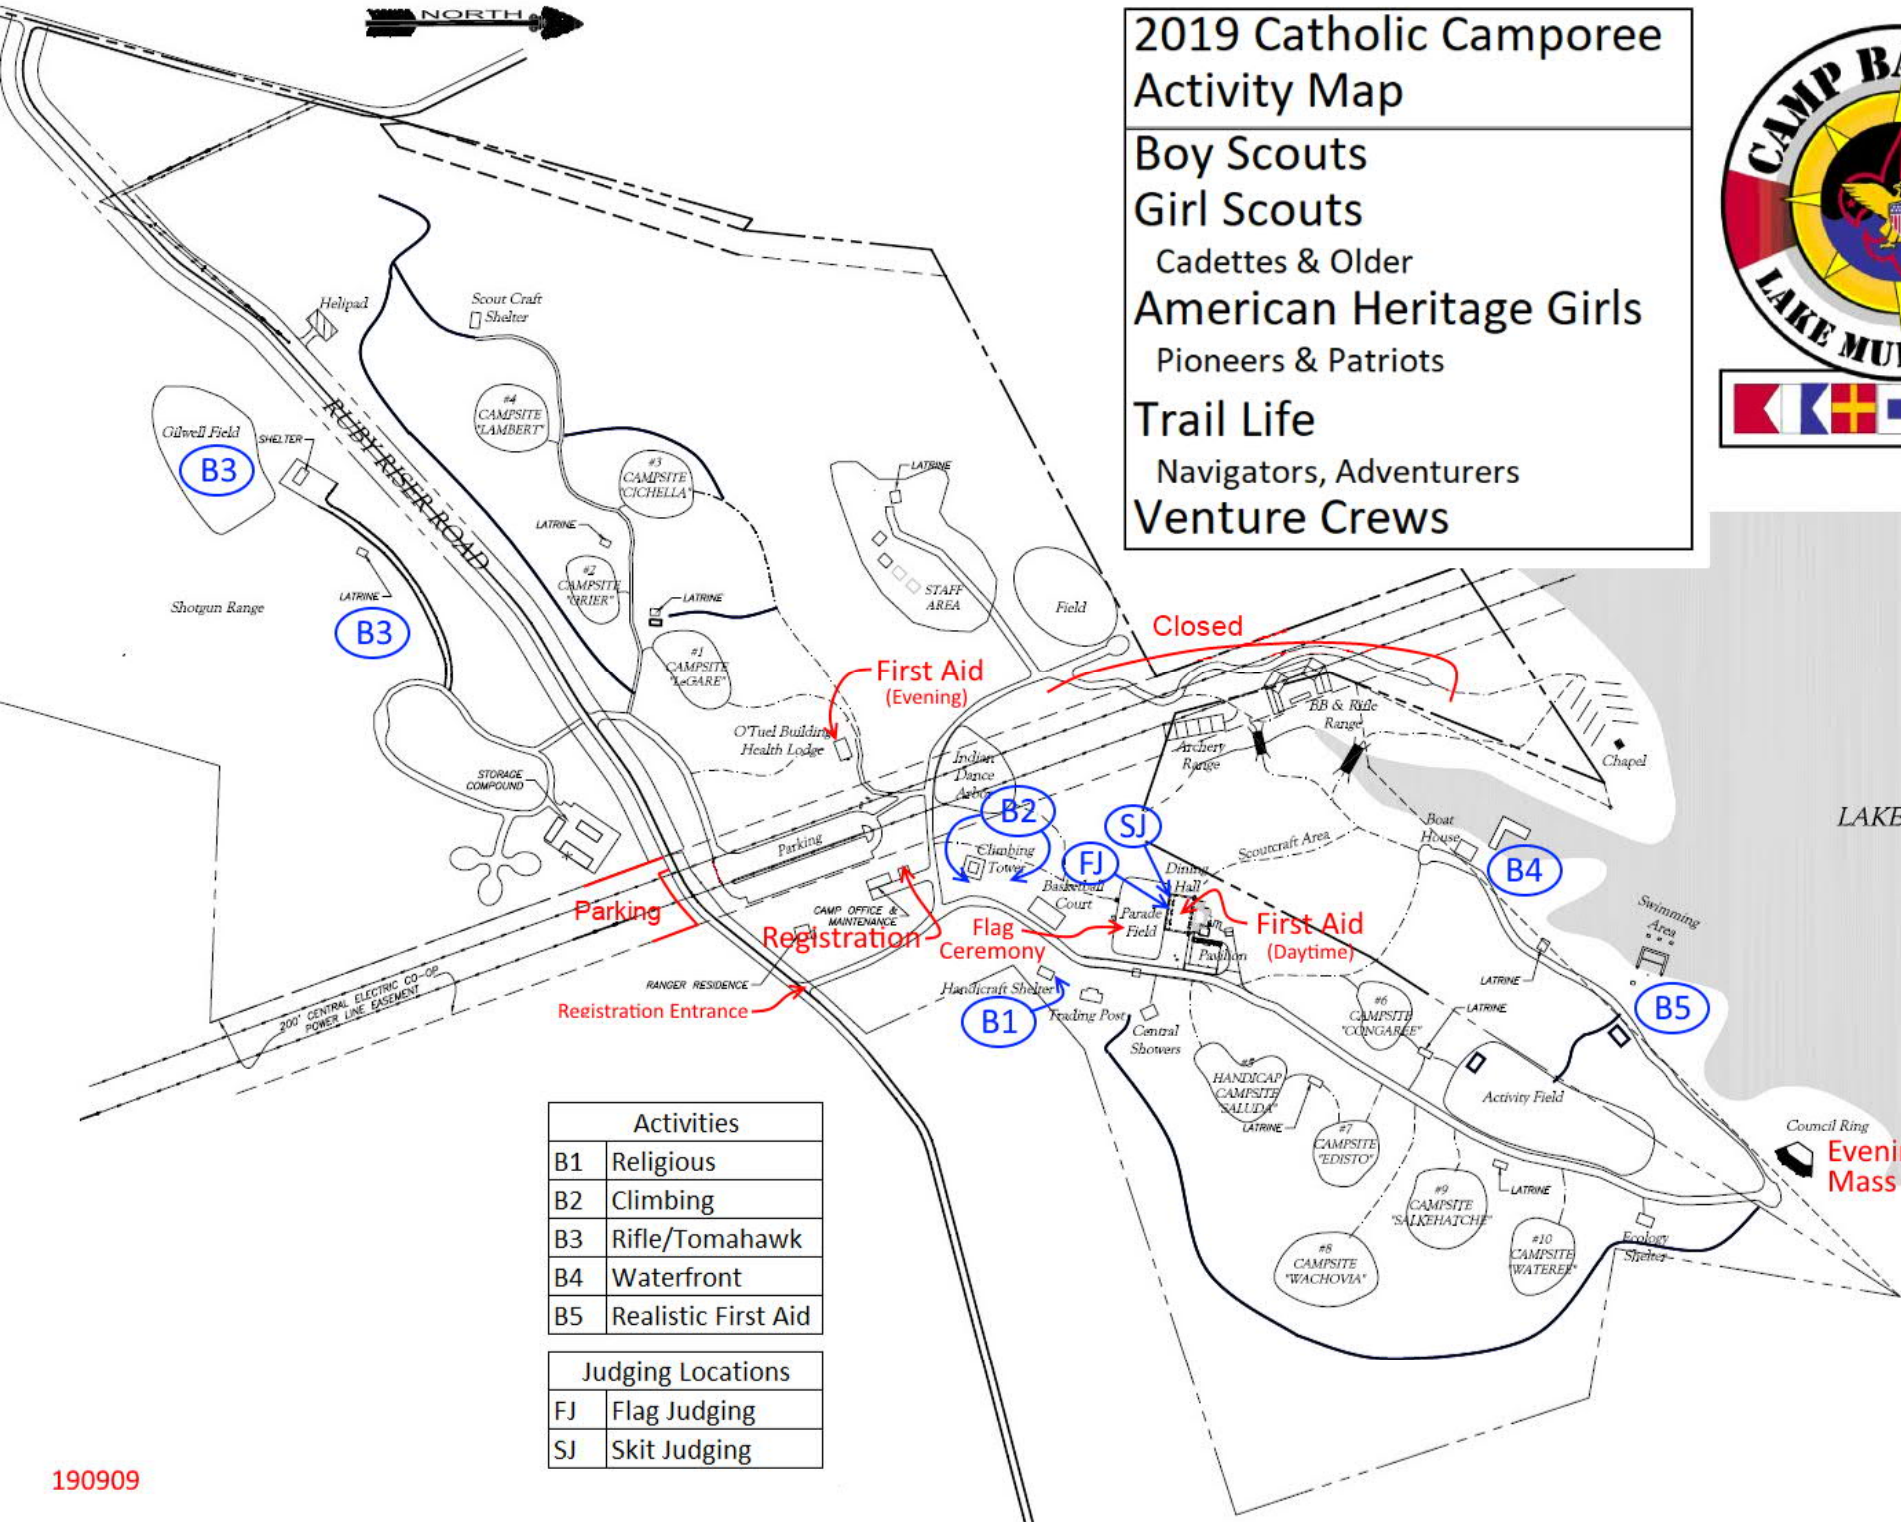 NORTH
2019 Catholic Camporee
Activity Map
Boy Scouts
Girl Scouts
Cadettes & Older
American Heritage Girls
Pioneers & Patriots
Trail Life
Navigators, Adventurers
Venture Crews
CAMP BA
LAKE MU
Helipad
Scout Craft
Shelter
#4
CAMPSITE
"LAMBERT"
Gilwell Field
B3
SHELTER
RUBY RISER ROAD
#3
CAMPSITE
"CICHELLA"
LATRINE
LATRINE
#2
CAMPSITE
"GRIER"
LATRINE
STAFF
AREA
Field
LATRINE
B3
Shotgun Range
#1
CAMPSITE
"LeGARE"
Closed
First Aid
(Evening)
O'Tuel Building
Health Lodge
BB & Rifle
Range
Archery
Range
Chapel
Indian
Dance
Arbor
STORAGE
COMPOUND
B2
SJ
FJ
Parking
Climbing
Tower
Scoutcraft Area
Boat
House
B4
LAKE
Dining
Hall
Basketball
Court
Parade
Field
Parking
CAMP OFFICE &
MAINTENANCE
Registration
Flag
Ceremony
First Aid
(Daytime)
Pavilion
Swimming
Area
LATRINE
B5
RANGER RESIDENCE
Registration Entrance
Handicraft Shelter
B1
Trading Post
Central
Showers
#6
CAMPSITE
"CONGAREE"
LATRINE
200' CENTRAL ELECTRIC CO-OP
POWER LINE EASEMENT
#5
HANDICAP
CAMPSITE
"SALUDA"
LATRINE
#7
CAMPSITE
"EDISTO"
Activity Field
Council Ring
Eveni
Mass
#9
CAMPSITE
"SALKEHATCHE"
LATRINE
#8
CAMPSITE
"WACHOVIA"
#10
CAMPSITE
"WATEREE"
Ecology
Shelter
Activities
B1 Religious
B2 Climbing
B3 Rifle/Tomahawk
B4 Waterfront
B5 Realistic First Aid
Judging Locations
FJ Flag Judging
SJ Skit Judging
190909